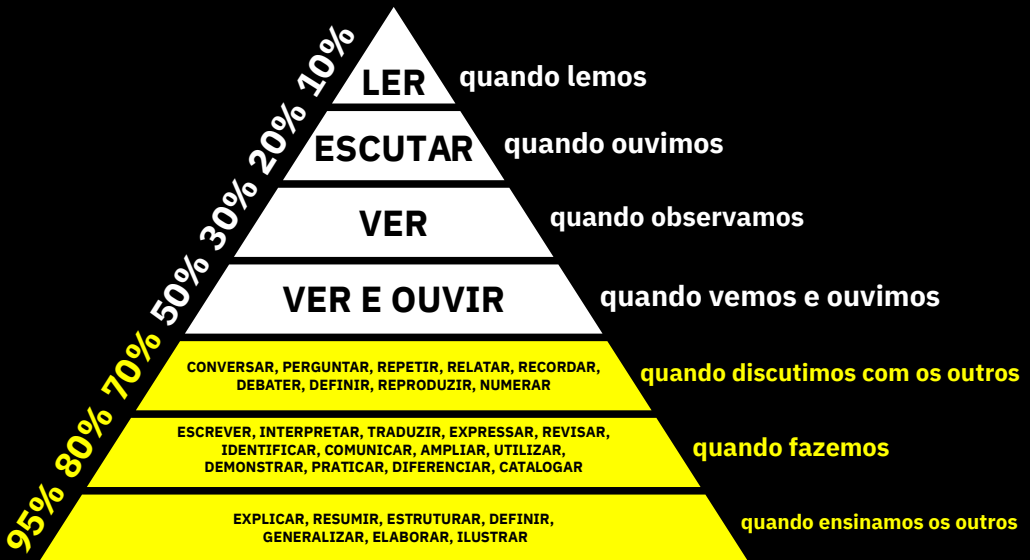 10% LER quando lemos
20% ESCUTAR quando ouvimos
30% VER quando observamos
50% VER E OUVIR quando vemos e ouvimos
70% CONVERSAR, PERGUNTAR, REPETIR, RELATAR, RECORDAR,
DEBATER, DEFINIR, REPRODUZIR, NUMERAR
quando discutimos com os outros
80% ESCREVER, INTERPRETAR, TRADUZIR, EXPRESSAR, REVISAR,
IDENTIFICAR, COMUNICAR, AMPLIAR, UTILIZAR,
DEMONSTRAR, PRATICAR, DIFERENCIAR, CATALOGAR
quando fazemos
95% EXPLICAR, RESUMIR, ESTRUTURAR, DEFINIR,
GENERALIZAR, ELABORAR, ILUSTRAR
quando ensinamos os outros